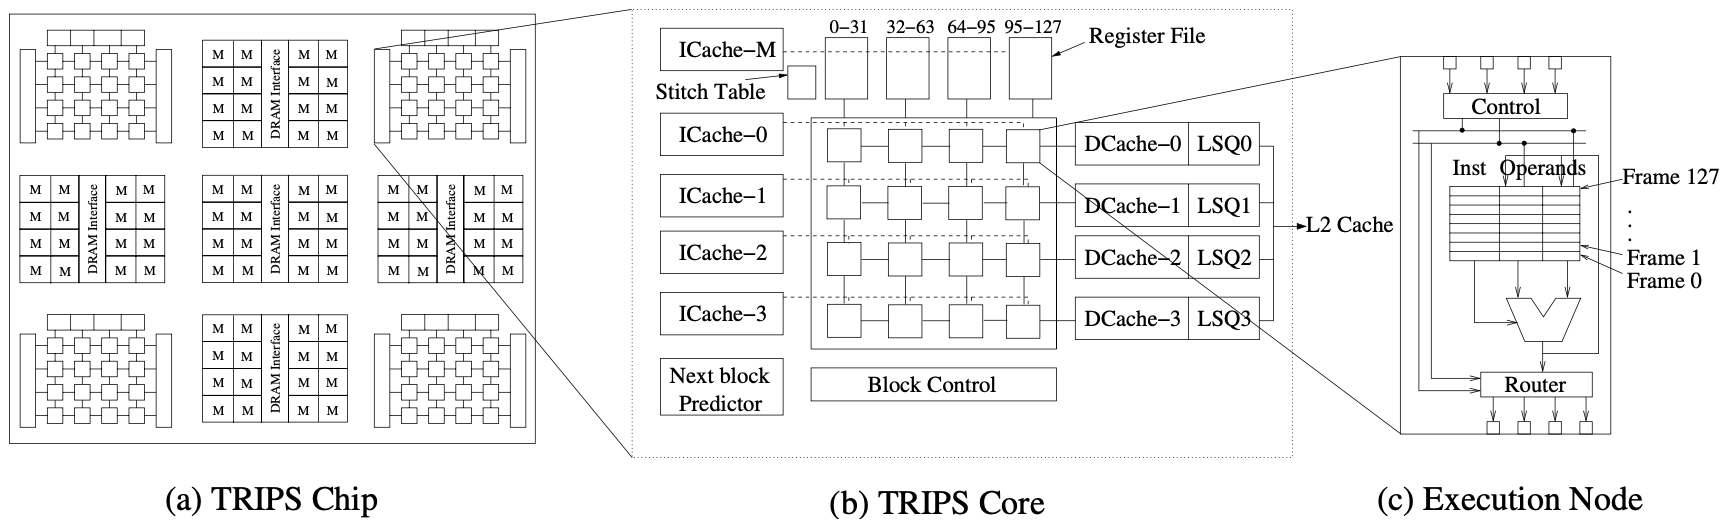 M M DRAM Interface M M
M M M M
M M M M
M M M M
M M DRAM Interface M M
M M M M
M M M M
M M M M
M M DRAM Interface M M
M M M M
M M M M
M M M M
M M DRAM Interface M M
M M M M
M M M M
M M M M
M M DRAM Interface M M
M M M M
M M M M
M M M M
(a) TRIPS Chip
0−31 32−63 64−95 95−127
ICache−M
Register File
Stitch Table
ICache−0
DCache−0 LSQ0
ICache−1
DCache−1 LSQ1
L2 Cache
ICache−2
DCache−2 LSQ2
ICache−3
DCache−3 LSQ3
Next block
Predictor
Block Control
(b) TRIPS Core
Control
Inst Operands
Frame 127
.
.
.
Frame 1
Frame 0
Router
(c) Execution Node